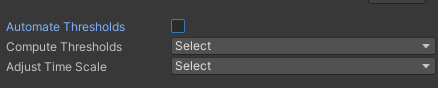 Automate Thresholds
Compute Thresholds Select
Adjust Time Scale Select